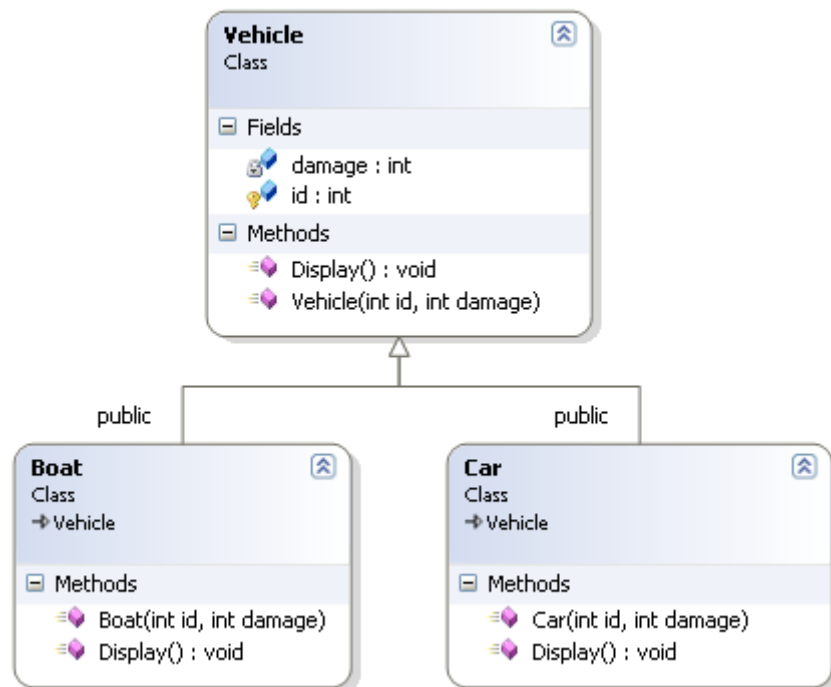 Vehicle
Class
Fields
damage : int
id : int
Methods
Display() : void
Vehicle(int id, int damage)
public
public
Boat
Class
Vehicle
Methods
Boat(int id, int damage)
Display() : void
Car
Class
Vehicle
Methods
Car(int id, int damage)
Display() : void